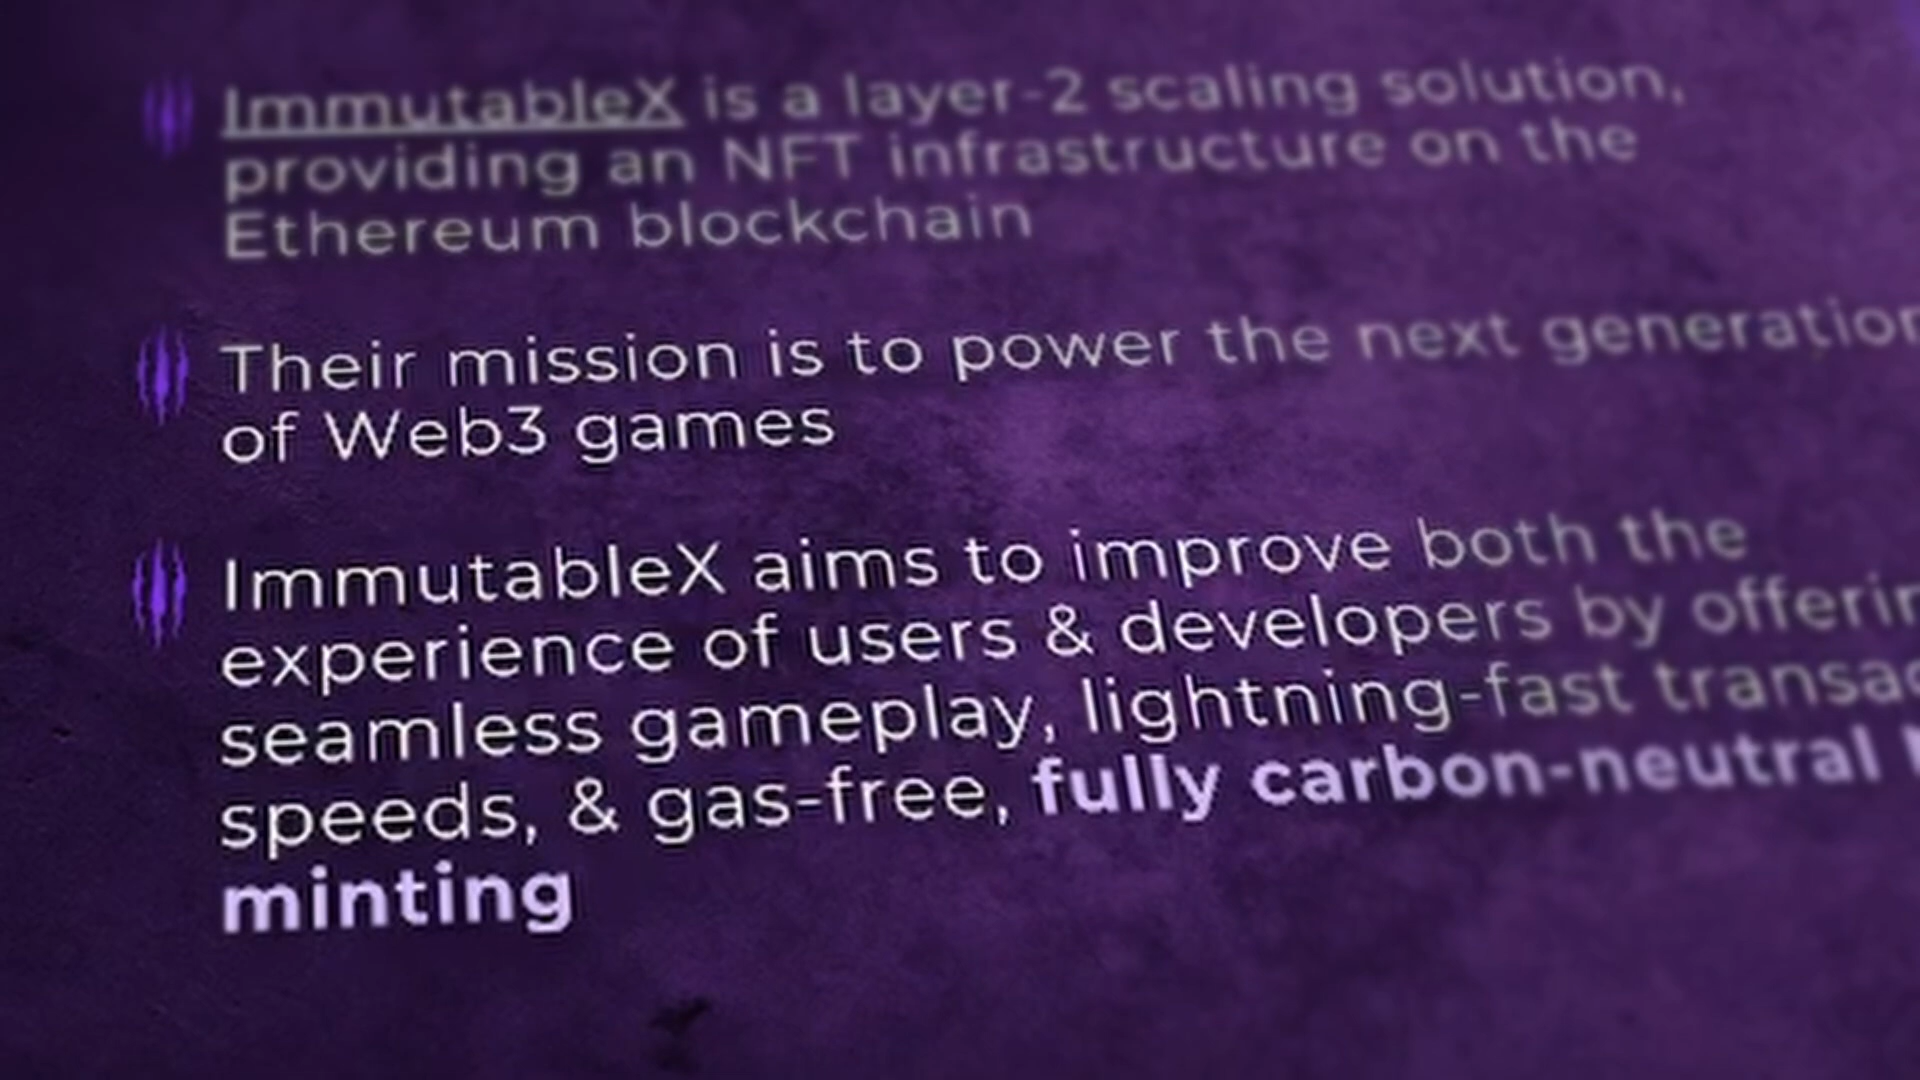 ImmutableX is a layer-2 scaling solution,
providing an NFT infrastructure on the
Ethereum blockchain
Their mission is to power the next generation
of Web3 games
ImmutableX aims to improve both the
experience of users & developers by
seamless gameplay, lightning-fast
speeds, & gas-free, fully carbon-neutral
minting